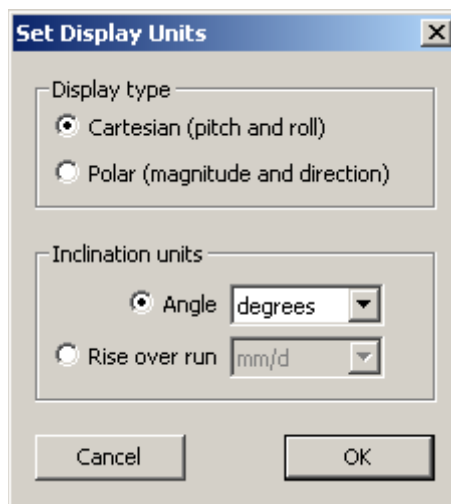 Set Display Units
Display type
Cartesian (pitch and roll)
Polar (magnitude and direction)
Inclination units
Angle degrees
Rise over run mm/d
Cancel OK